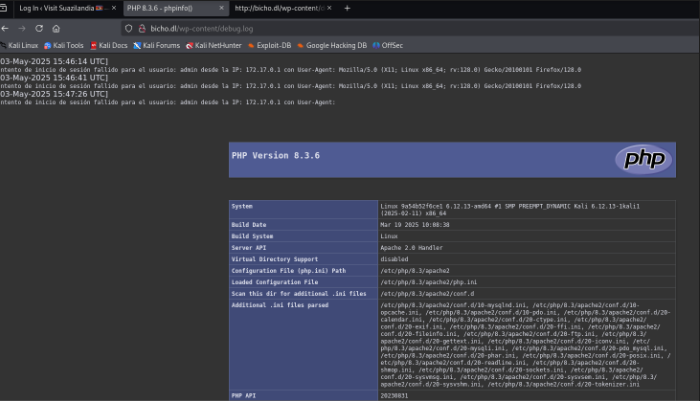 Log In ‹ Visit Suazilandia
PHP 8.3.6 - phpinfo()
http://bicho.dl/wp-content/
bicho.dl/wp-content/debug.log
Kali Linux Kali Tools Kali Docs Kali Forums Kali NetHunter Exploit-DB Google Hacking DB OffSec
03-May-2025 15:46:14 UTC]
ntento de inicio de sesión fallido para el usuario: admin desde la IP: 172.17.0.1 con User-Agent: Mozilla/5.0 (X11; Linux x86_64; rv:128.0) Gecko/20100101 Firefox/128.0
03-May-2025 15:46:41 UTC]
ntento de inicio de sesión fallido para el usuario: admin desde la IP: 172.17.0.1 con User-Agent: Mozilla/5.0 (X11; Linux x86_64; rv:128.0) Gecko/20100101 Firefox/128.0
03-May-2025 15:47:26 UTC]
ntento de inicio de sesión fallido para el usuario: admin desde la IP: 172.17.0.1 con User-Agent:
PHP Version 8.3.6
php
System Linux 9a54b52f6ce1 6.12.13-amd64 #1 SMP PREEMPT_DYNAMIC Kali 6.12.13-1kali1
(2025-02-11) x86_64
Build Date Mar 19 2025 10:08:38
Build System Linux
Server API Apache 2.0 Handler
Virtual Directory Support disabled
Configuration File (php.ini) Path /etc/php/8.3/apache2
Loaded Configuration File /etc/php/8.3/apache2/php.ini
Scan this dir for additional .ini files /etc/php/8.3/apache2/conf.d
Additional .ini files parsed /etc/php/8.3/apache2/conf.d/10-mysqlnd.ini, /etc/php/8.3/apache2/conf.d/10-
opcache.ini, /etc/php/8.3/apache2/conf.d/10-pdo.ini, /etc/php/8.3/apache2/conf.d/20-
calendar.ini, /etc/php/8.3/apache2/conf.d/20-ctype.ini, /etc/php/8.3/apache2/
conf.d/20-exif.ini, /etc/php/8.3/apache2/conf.d/20-ffi.ini, /etc/php/8.3/apache2/
conf.d/20-fileinfo.ini, /etc/php/8.3/apache2/conf.d/20-ftp.ini, /etc/php/8.3/
apache2/conf.d/20-gettext.ini, /etc/php/8.3/apache2/conf.d/20-iconv.ini, /etc/
php/8.3/apache2/conf.d/20-mysqli.ini, /etc/php/8.3/apache2/conf.d/20-pdo_mysql.ini,
/etc/php/8.3/apache2/conf.d/20-phar.ini, /etc/php/8.3/apache2/conf.d/20-posix.ini, /
etc/php/8.3/apache2/conf.d/20-readline.ini, /etc/php/8.3/apache2/conf.d/20-
shmop.ini, /etc/php/8.3/apache2/conf.d/20-sockets.ini, /etc/php/8.3/apache2/
conf.d/20-sysvmsg.ini, /etc/php/8.3/apache2/conf.d/20-sysvsem.ini, /etc/php/8.3/
apache2/conf.d/20-sysvshm.ini, /etc/php/8.3/apache2/conf.d/20-tokenizer.ini
PHP API 20230831